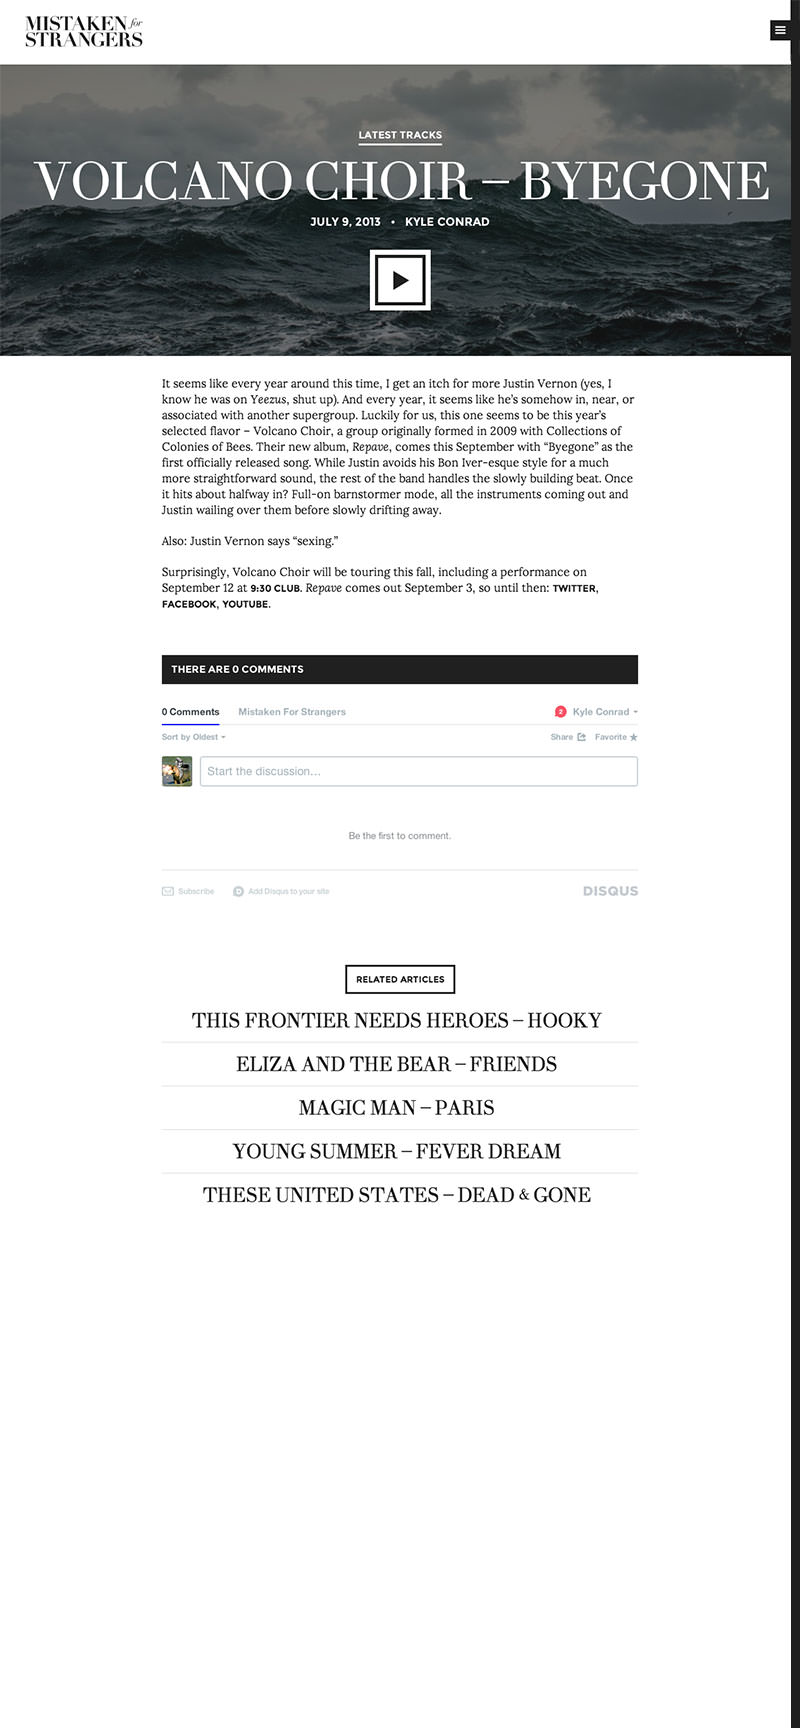 MISTAKEN for
STRANGERS
LATEST TRACKS
VOLCANO CHOIR – BYEGONE
JULY 9, 2013 • KYLE CONRAD
It seems like every year around this time, I get an itch for more Justin Vernon (yes, I
know he was on Yeezus, shut up). And every year, it seems like he's somehow in, near, or
associated with another supergroup. Luckily for us, this one seems to be this year's
selected flavor – Volcano Choir, a group originally formed in 2009 with Collections of
Colonies of Bees. Their new album, Repave, comes this September with “Byegone” as the
first officially released song. While Justin avoids his Bon Iver-esque style for a much
more straightforward sound, the rest of the band handles the slowly building beat. Once
it hits about halfway in? Full-on barnstormer mode, all the instruments coming out and
Justin wailing over them before slowly drifting away.
Also: Justin Vernon says “sexing.”
Surprisingly, Volcano Choir will be touring this fall, including a performance on
September 12 at 9:30 CLUB. Repave comes out September 3, so until then: TWITTER,
FACEBOOK, YOUTUBE.
THERE ARE 0 COMMENTS
0 Comments Mistaken For Strangers 2 Kyle Conrad
Sort by Oldest Share Favorite
Start the discussion...
Be the first to comment.
Subscribe D Add Disqus to your site DISQUS
RELATED ARTICLES
THIS FRONTIER NEEDS HEROES – HOOKY
ELIZA AND THE BEAR – FRIENDS
MAGIC MAN – PARIS
YOUNG SUMMER – FEVER DREAM
THESE UNITED STATES – DEAD & GONE